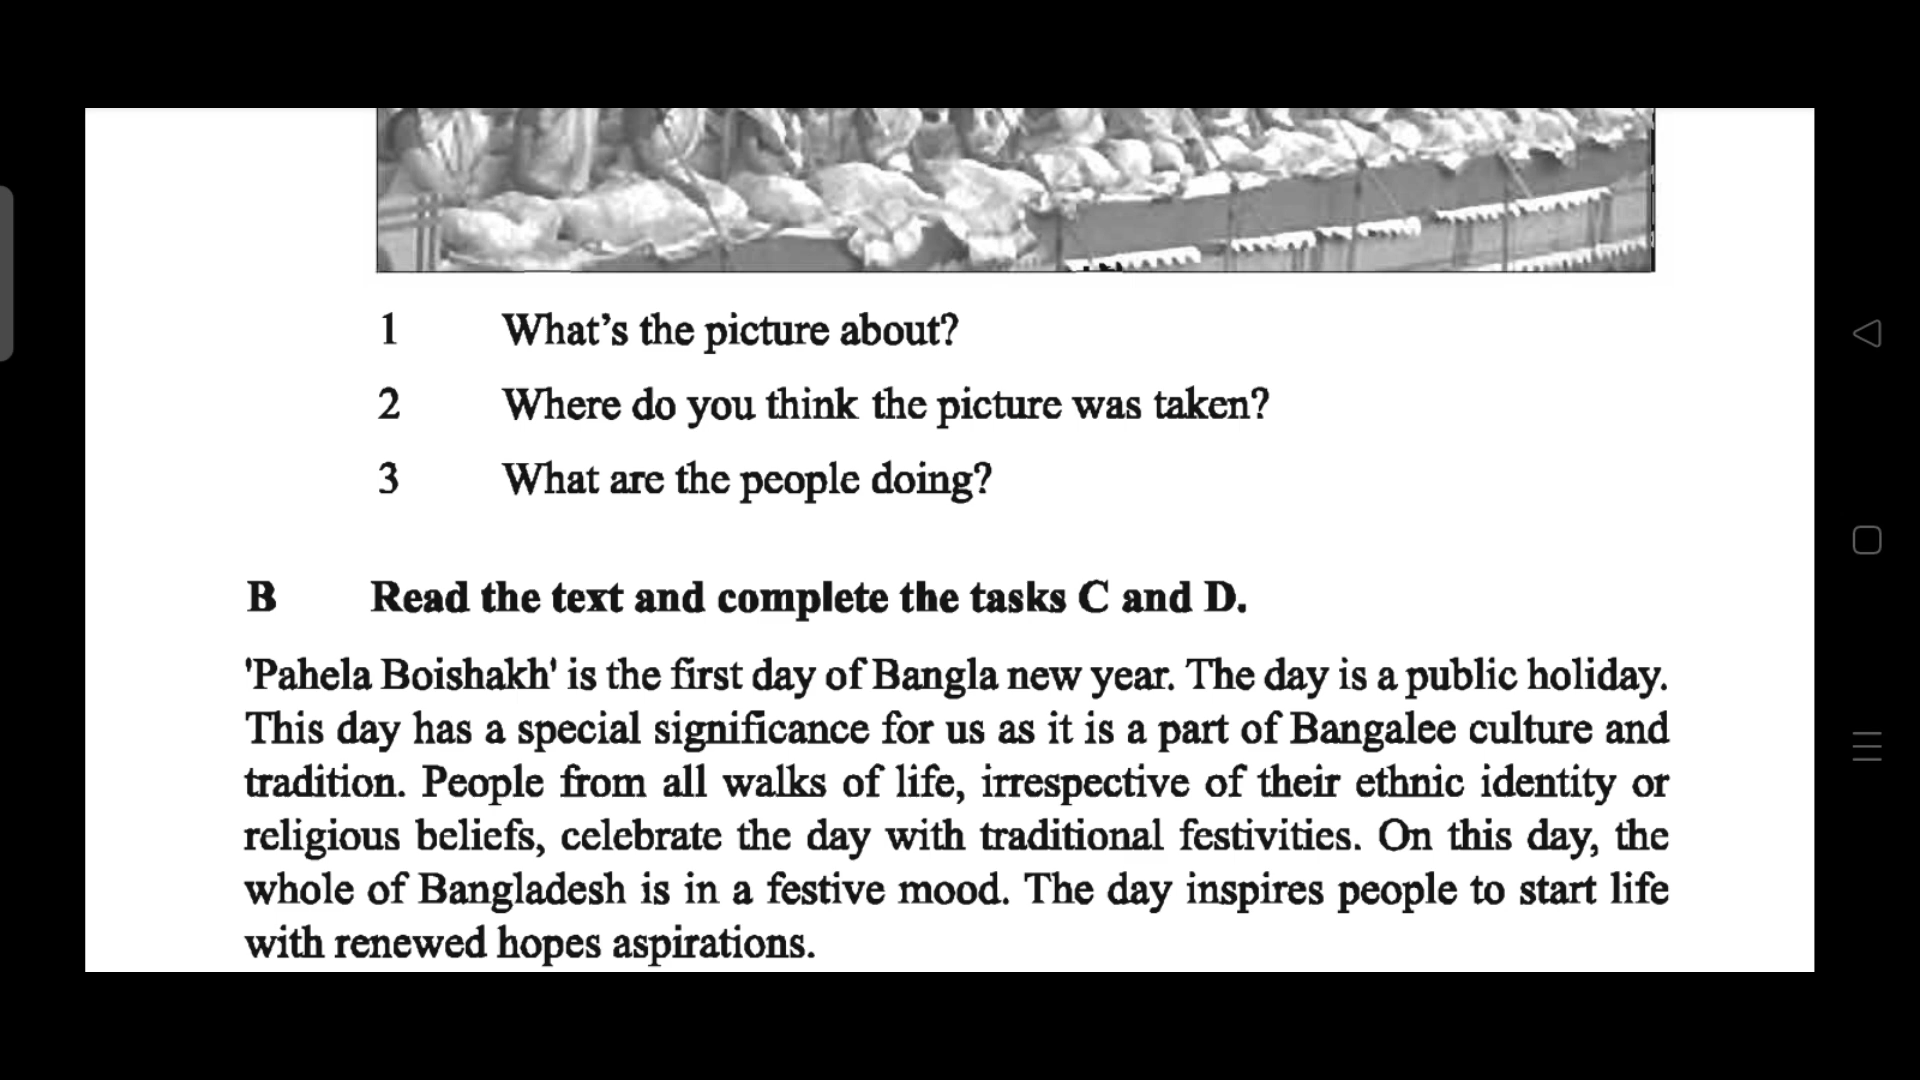 1 What's the picture about?
2 Where do you think the picture was taken?
3 What are the people doing?
B Read the text and complete the tasks C and D.
'Pahela Boishakh' is the first day of Bangla new year. The day is a public holiday.
This day has a special significance for us as it is a part of Bangalee culture and
tradition. People from all walks of life, irrespective of their ethnic identity or
religious beliefs, celebrate the day with traditional festivities. On this day, the
whole of Bangladesh is in a festive mood. The day inspires people to start life
with renewed hopes aspirations.